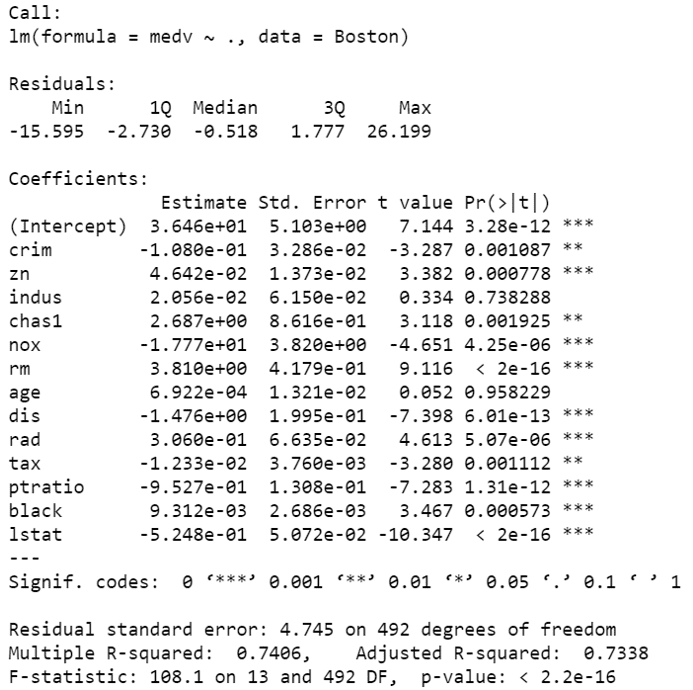 Call:
lm(formula = medv ~ ., data = Boston)
Residuals:
    Min      1Q  Median      3Q     Max
-15.595  -2.730  -0.518   1.777  26.199
Coefficients:
              Estimate Std. Error t value Pr(>|t|)
(Intercept)  3.646e+01  5.103e+00   7.144 3.28e-12 ***
crim        -1.080e-01  3.286e-02  -3.287 0.001087 **
zn           4.642e-02  1.373e-02   3.382 0.000778 ***
indus        2.056e-02  6.150e-02   0.334 0.738288
chas1        2.687e+00  8.616e-01   3.118 0.001925 **
nox         -1.777e+01  3.820e+00  -4.651 4.25e-06 ***
rm           3.810e+00  4.179e-01   9.116  < 2e-16 ***
age          6.922e-04  1.321e-02   0.052 0.958229
dis         -1.476e+00  1.995e-01  -7.398 6.01e-13 ***
rad          3.060e-01  6.635e-02   4.613 5.07e-06 ***
tax         -1.233e-02  3.760e-03  -3.280 0.001112 **
ptratio     -9.527e-01  1.308e-01  -7.283 1.31e-12 ***
black        9.312e-03  2.686e-03   3.467 0.000573 ***
lstat       -5.248e-01  5.072e-02 -10.347  < 2e-16 ***
---
Signif. codes:  0 ‘***’ 0.001 ‘**’ 0.01 ‘*’ 0.05 ‘.’ 0.1 ‘ ’ 1
Residual standard error: 4.745 on 492 degrees of freedom
Multiple R-squared:  0.7406,    Adjusted R-squared:  0.7338
F-statistic: 108.1 on 13 and 492 DF,  p-value: < 2.2e-16